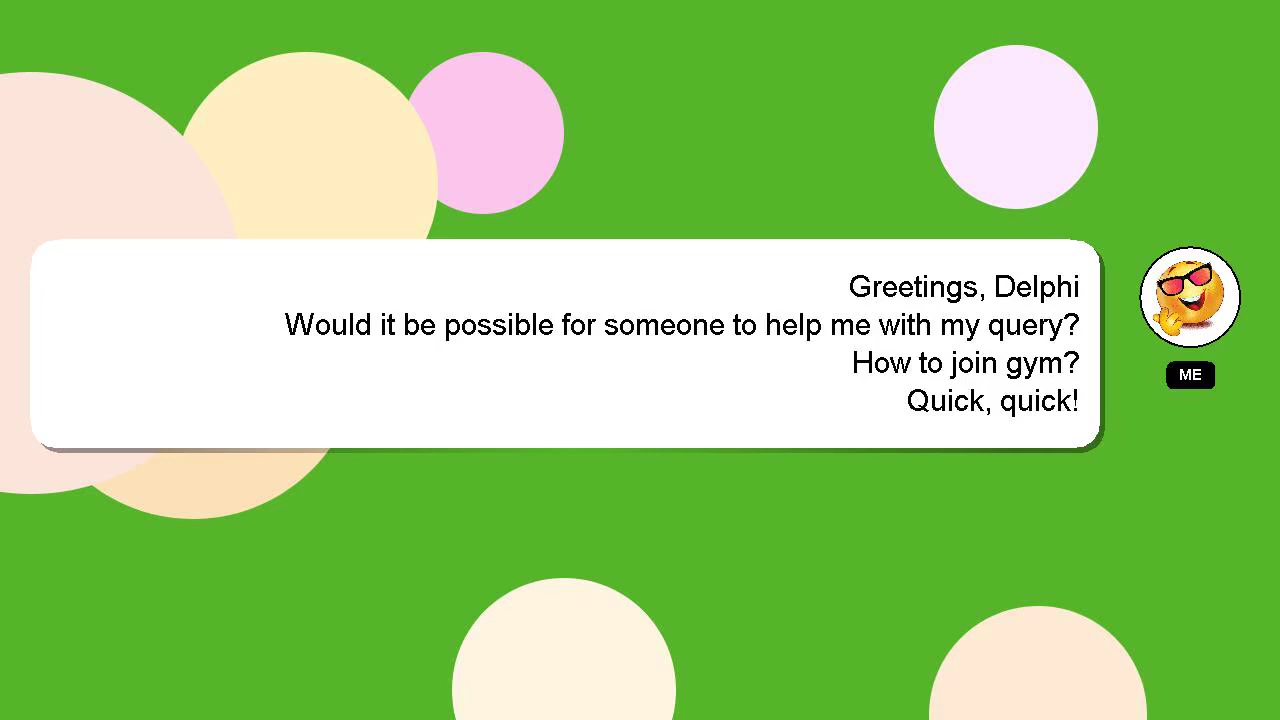 Greetings, Delphi
Would it be possible for someone to help me with my query?
How to join gym?
Quick, quick!
ME